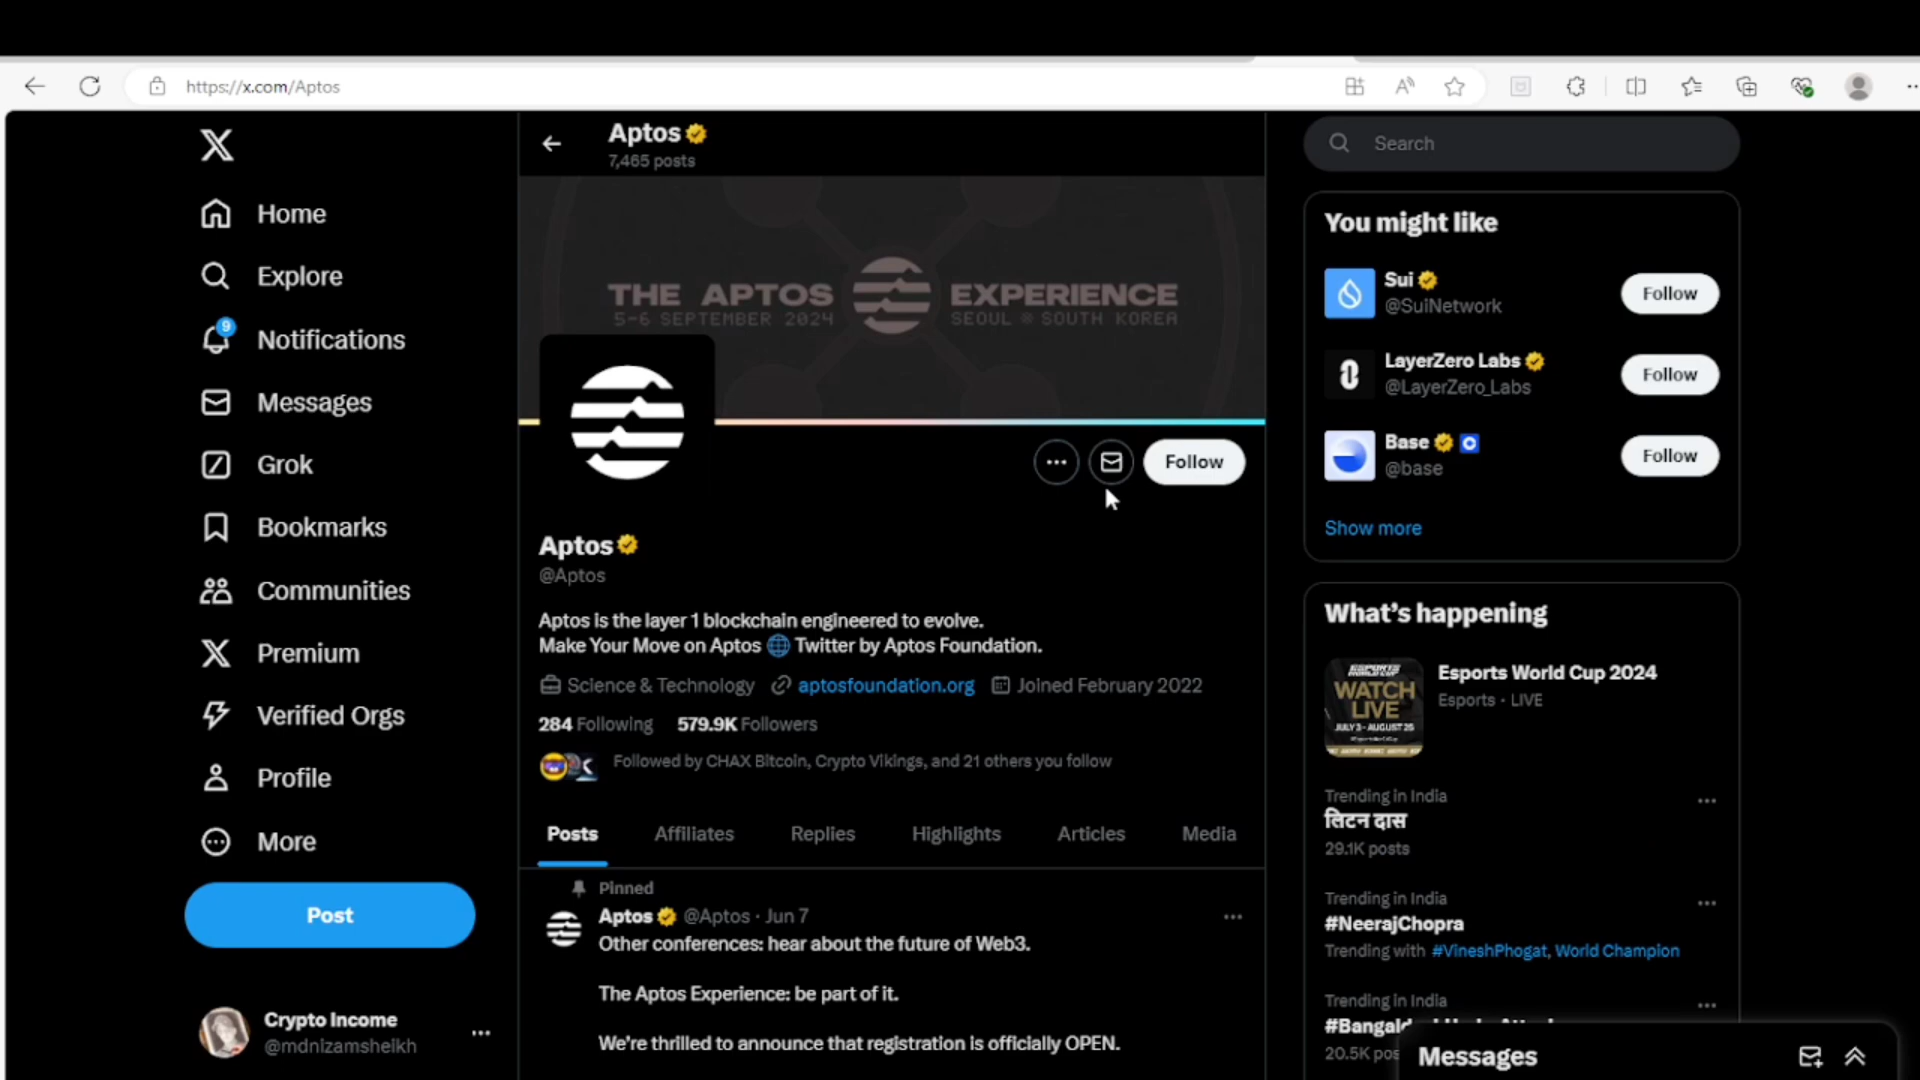 https://x.com/Aptos
Home
Explore
9
Notifications
Messages
Grok
Bookmarks
Communities
Premium
Verified Orgs
Profile
More
Post
Crypto Income
@mdnizamsheikh
Aptos
7,465 posts
THE APTOS EXPERIENCE
5-6 SEPTEMBER 2024 SEOUL SOUTH KOREA
Follow
Aptos
@Aptos
Aptos is the layer 1 blockchain engineered to evolve.
Make Your Move on Aptos 🌐 Twitter by Aptos Foundation.
Science & Technology aptosfoundation.org Joined February 2022
284 Following 579.9K Followers
Followed by CHAX Bitcoin, Crypto Vikings, and 21 others you follow
Posts Affiliates Replies Highlights Articles Media
Pinned
Aptos @Aptos · Jun 7
Other conferences: hear about the future of Web3.
The Aptos Experience: be part of it.
We're thrilled to announce that registration is officially OPEN.
Search
You might like
Sui
@SuiNetwork
Follow
LayerZero Labs
@LayerZero_Labs
Follow
Base
@base
Follow
Show more
What's happening
ESPORTS
WORLD CUP
WATCH
LIVE
JULY 3 - AUGUST 25
Esports World Cup 2024
Esports · LIVE
Trending in India
लिटन दास
29.1K posts
Trending in India
#NeerajChopra
Trending with #VineshPhogat, World Champion
Trending in India
20.5K pos
Messages